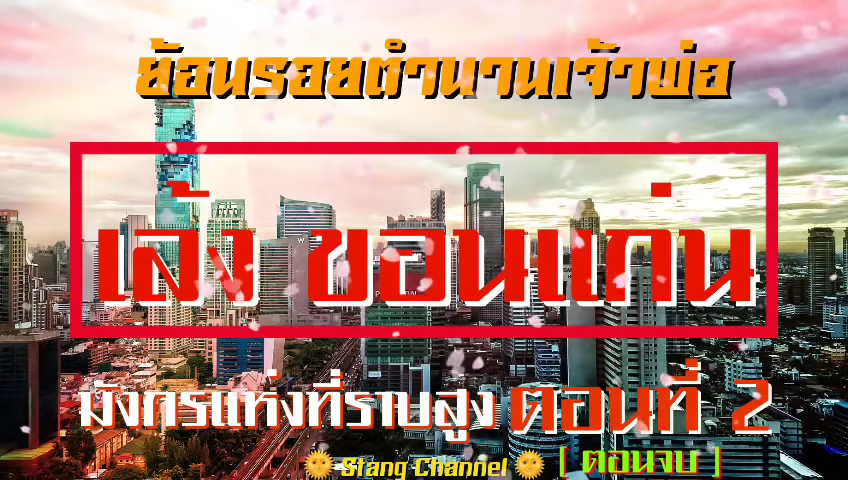 ย้อนรอยตำนานเจ้าพ่อ
เล้ง ขอนแก่น
มังกรแห่งที่ราบสูง ตอนที่ 2
🌞 Stang Channel 🌞 [ ตอนจบ ]